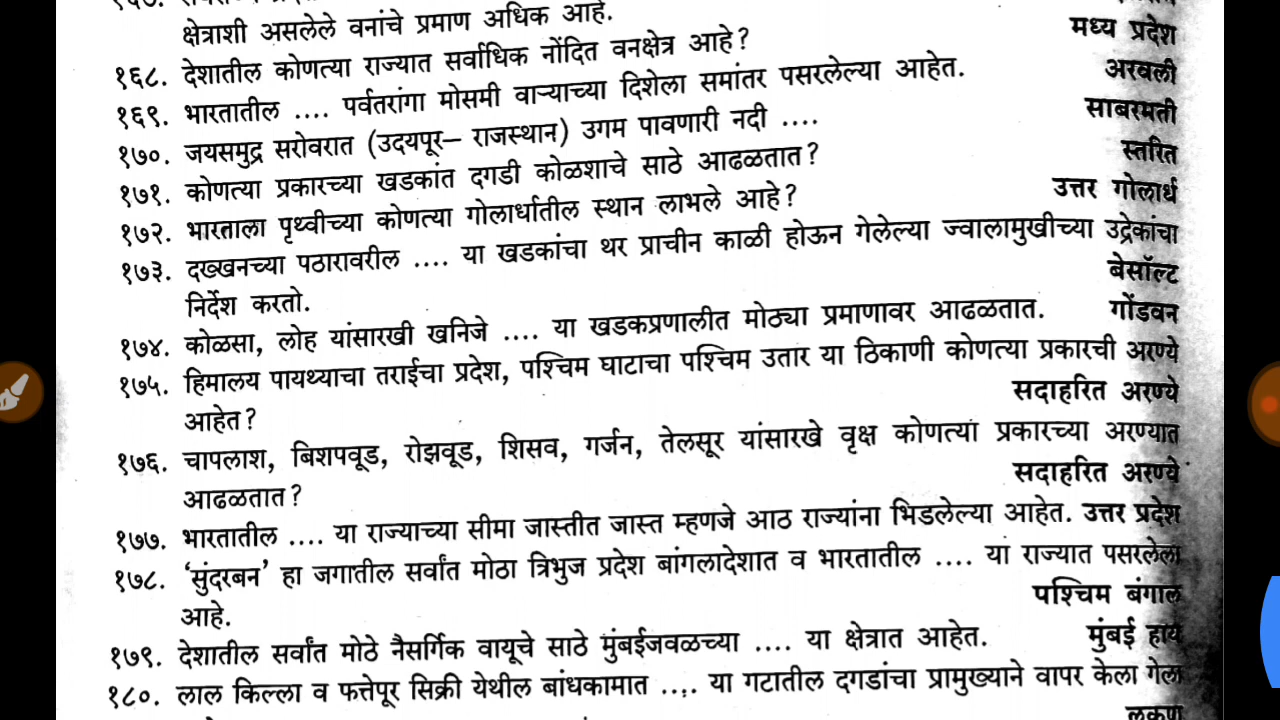 क्षेत्राशी असलेले वनांचे प्रमाण अधिक आहे.
१६८. देशातील कोणत्या राज्यात सर्वाधिक नोंदित वनक्षेत्र आहे? मध्य प्रदेश
१६९. भारतातील .... पर्वतरांगा मोसमी वाऱ्याच्या दिशेला समांतर पसरलेल्या आहेत. अरवली
१७०. जयसमुद्र सरोवरात (उदयपूर– राजस्थान) उगम पावणारी नदी .... साबरमती
१७१. कोणत्या प्रकारच्या खडकांत दगडी कोळशाचे साठे आढळतात? स्तरित
१७२. भारताला पृथ्वीच्या कोणत्या गोलार्धातील स्थान लाभले आहे? उत्तर गोलार्ध
१७३. दख्खनच्या पठारावरील .... या खडकांचा थर प्राचीन काळी होऊन गेलेल्या ज्वालामुखीच्या उद्रेकांचा
निर्देश करतो. बेसॉल्ट
१७४. कोळसा, लोह यांसारखी खनिजे .... या खडकप्रणालीत मोठ्या प्रमाणावर आढळतात. गोंडवन
१७५. हिमालय पायथ्याचा तराईचा प्रदेश, पश्चिम घाटाचा पश्चिम उतार या ठिकाणी कोणत्या प्रकारची अरण्ये
आहेत? सदाहरित अरण्ये
१७६. चापलाश, बिशपवूड, रोझवूड, शिसव, गर्जन, तेलसूर यांसारखे वृक्ष कोणत्या प्रकारच्या अरण्यात
आढळतात? सदाहरित अरण्ये
१७७. भारतातील .... या राज्याच्या सीमा जास्तीत जास्त म्हणजे आठ राज्यांना भिडलेल्या आहेत. उत्तर प्रदेश
१७८. 'सुंदरबन' हा जगातील सर्वांत मोठा त्रिभुज प्रदेश बांगलादेशात व भारतातील .... या राज्यात पसरलेला
आहे. पश्चिम बंगाल
१७९. देशातील सर्वांत मोठे नैसर्गिक वायूचे साठे मुंबईजवळच्या .... या क्षेत्रात आहेत. मुंबई हाय
१८०. लाल किल्ला व फत्तेपूर सिक्री येथील बांधकामात .... या गटातील दगडांचा प्रामुख्याने वापर केला गेला